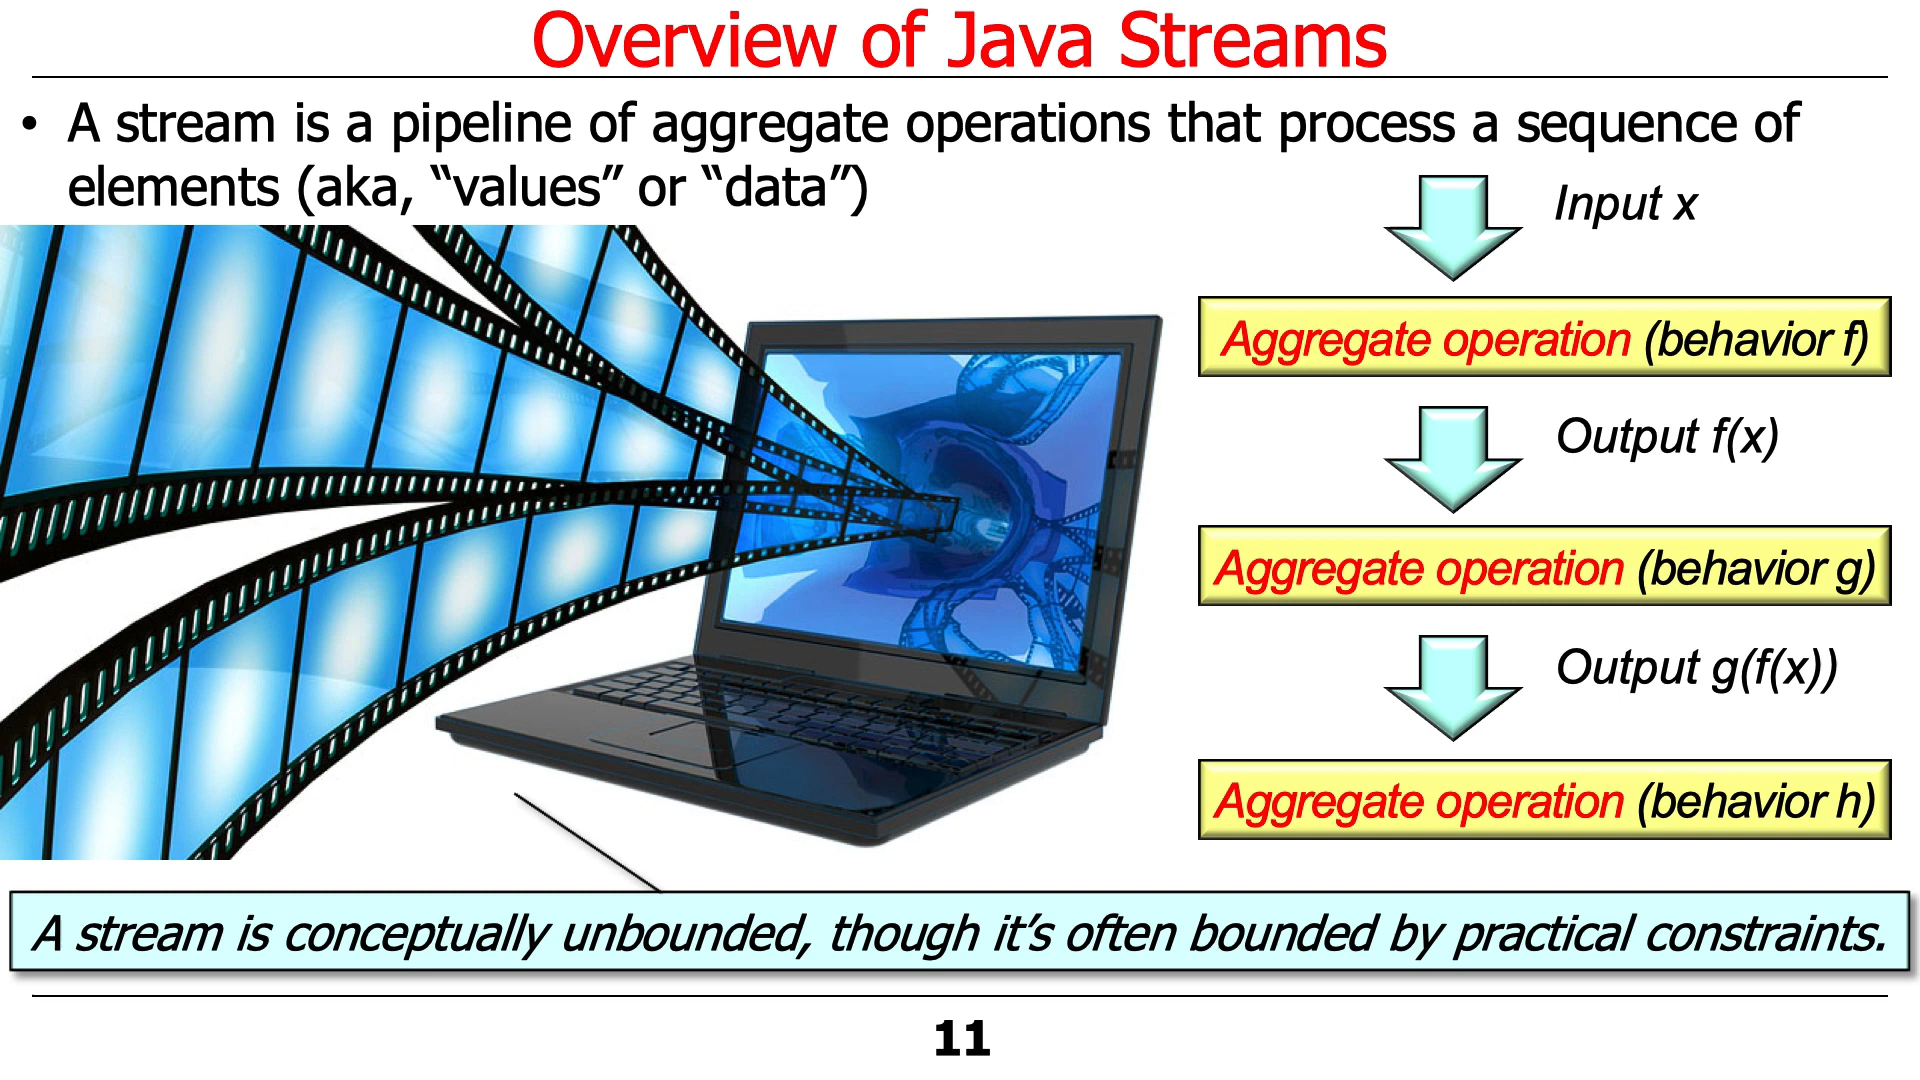 Overview of Java Streams
• A stream is a pipeline of aggregate operations that process a sequence of
elements (aka, “values” or “data”)
Input x
Aggregate operation (behavior f)
Output f(x)
Aggregate operation (behavior g)
Output g(f(x))
Aggregate operation (behavior h)
A stream is conceptually unbounded, though it’s often bounded by practical constraints.
11